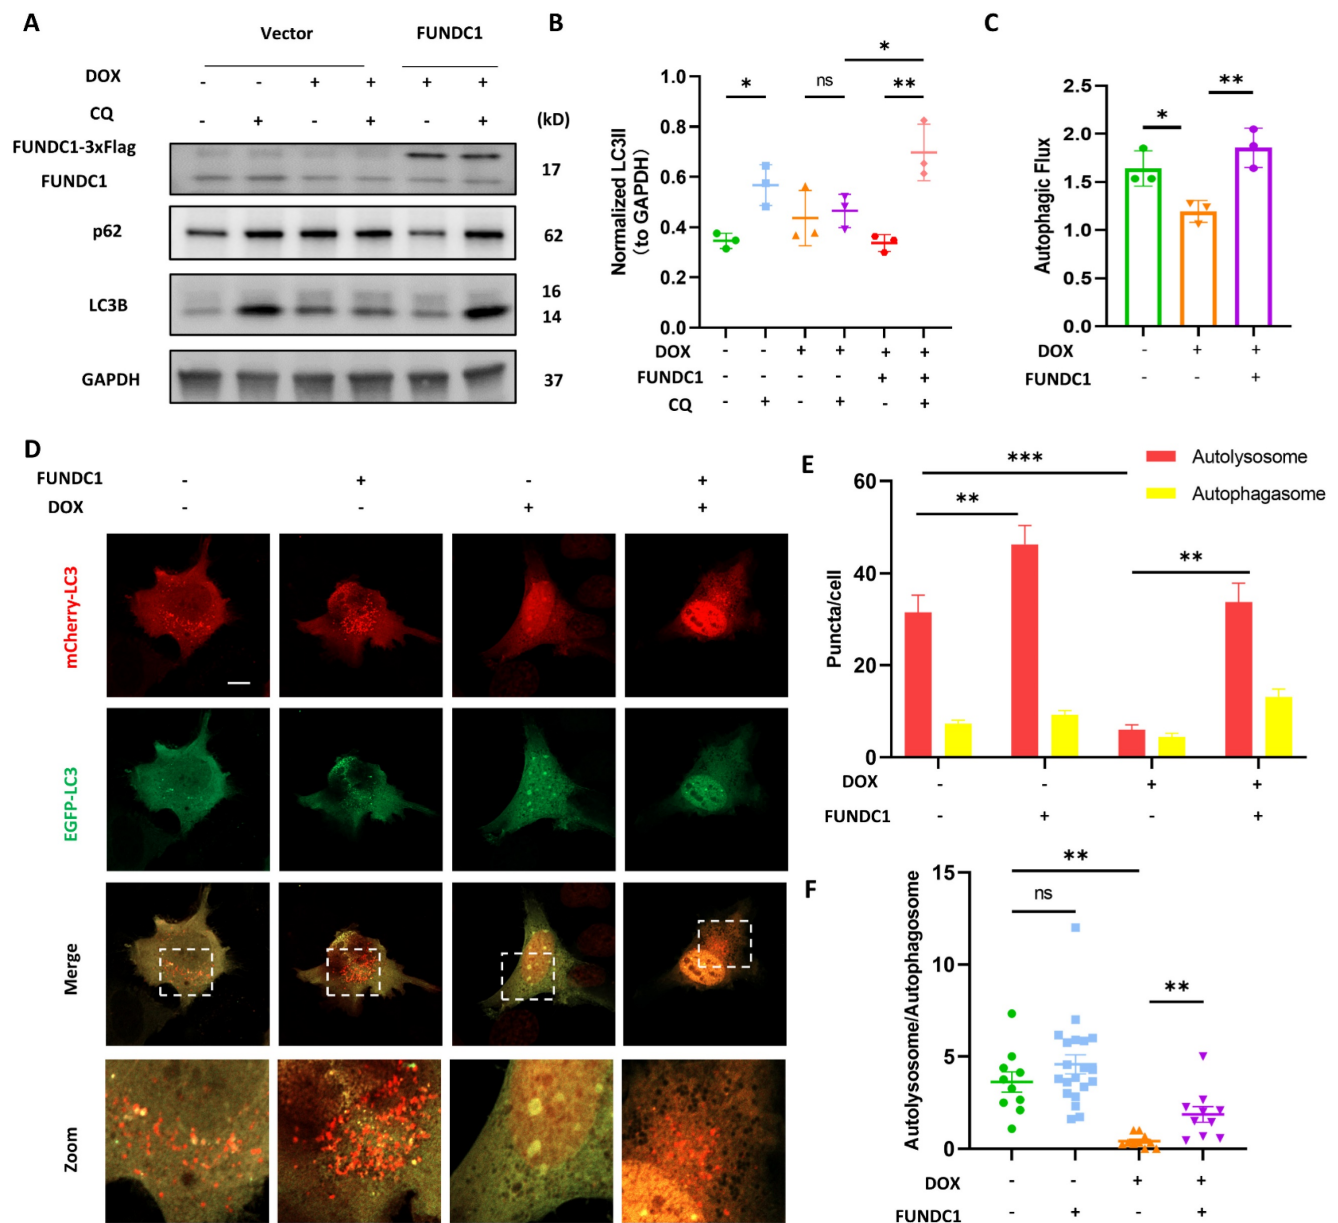 A
Vector FUNDC1
DOX - - + + + +
CQ - + - + - + (kD)
FUNDC1-3xFlag
FUNDC1 17
p62 62
LC3B 16
14
GAPDH 37
B
Normalized LC3II
(to GAPDH)
1.0
0.8
0.6
0.4
0.2
0.0
* ns ** *
DOX - - + + + +
FUNDC1 - - - - + +
CQ - + - + - +
C
Autophagic Flux
2.5
2.0
1.5
1.0
0.5
0.0
* **
DOX - + +
FUNDC1 - - +
D
FUNDC1 - + - +
DOX - - + +
mCherry-LC3
EGFP-LC3
Merge
Zoom
E
Autolysosome
Autophagasome
Puncta/cell
60
40
20
0
*** ** **
DOX - - + +
FUNDC1 - + - +
F
Autolysosome/Autophagosome
15
10
5
0
** ns **
DOX - - + +
FUNDC1 - + - +